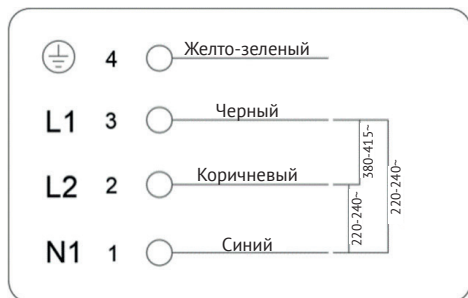 4 Желто-зеленый
L1 3 Черный
L2 2 Коричневый
N1 1 Синий
380-415~
220-240~
220-240~